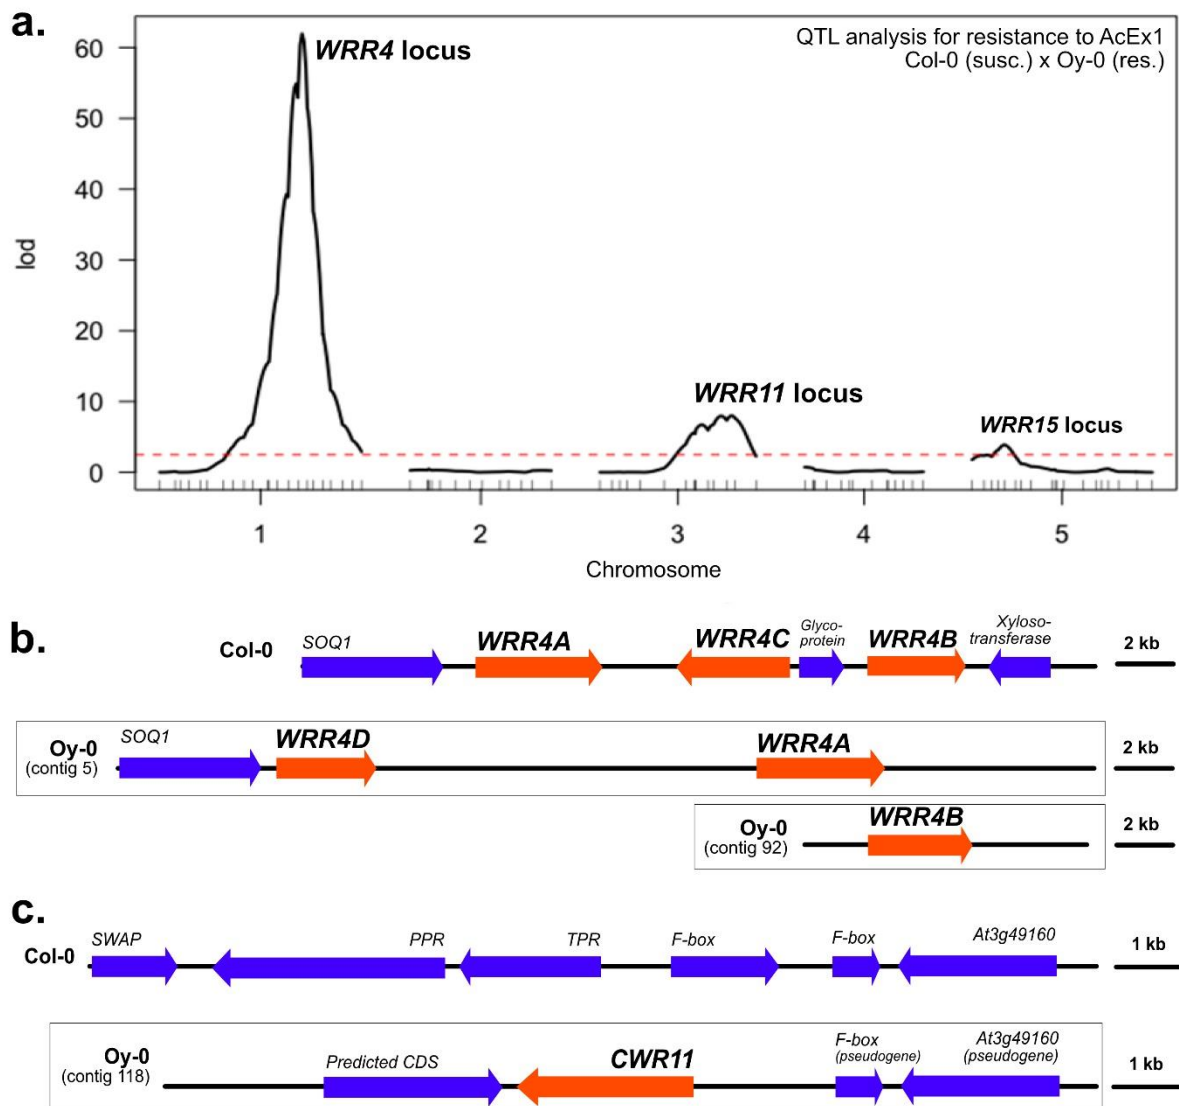 a.
QTL analysis for resistance to AcEx1
Col-0 (susc.) x Oy-0 (res.)
WRR4 locus
60
50
40
30
20
10
0
lod
WRR11 locus
WRR15 locus
1 2 3 4 5
Chromosome
b.
Col-0
SOQ1
WRR4A
WRR4C
Glyco-
protein
WRR4B
Xyloso-
transferase
2 kb
Oy-0
(contig 5)
SOQ1
WRR4D
WRR4A
2 kb
Oy-0
(contig 92)
WRR4B
2 kb
c.
Col-0
SWAP
PPR
TPR
F-box
F-box
At3g49160
1 kb
Oy-0
(contig 118)
Predicted CDS
CWR11
F-box
(pseudogene)
At3g49160
(pseudogene)
1 kb